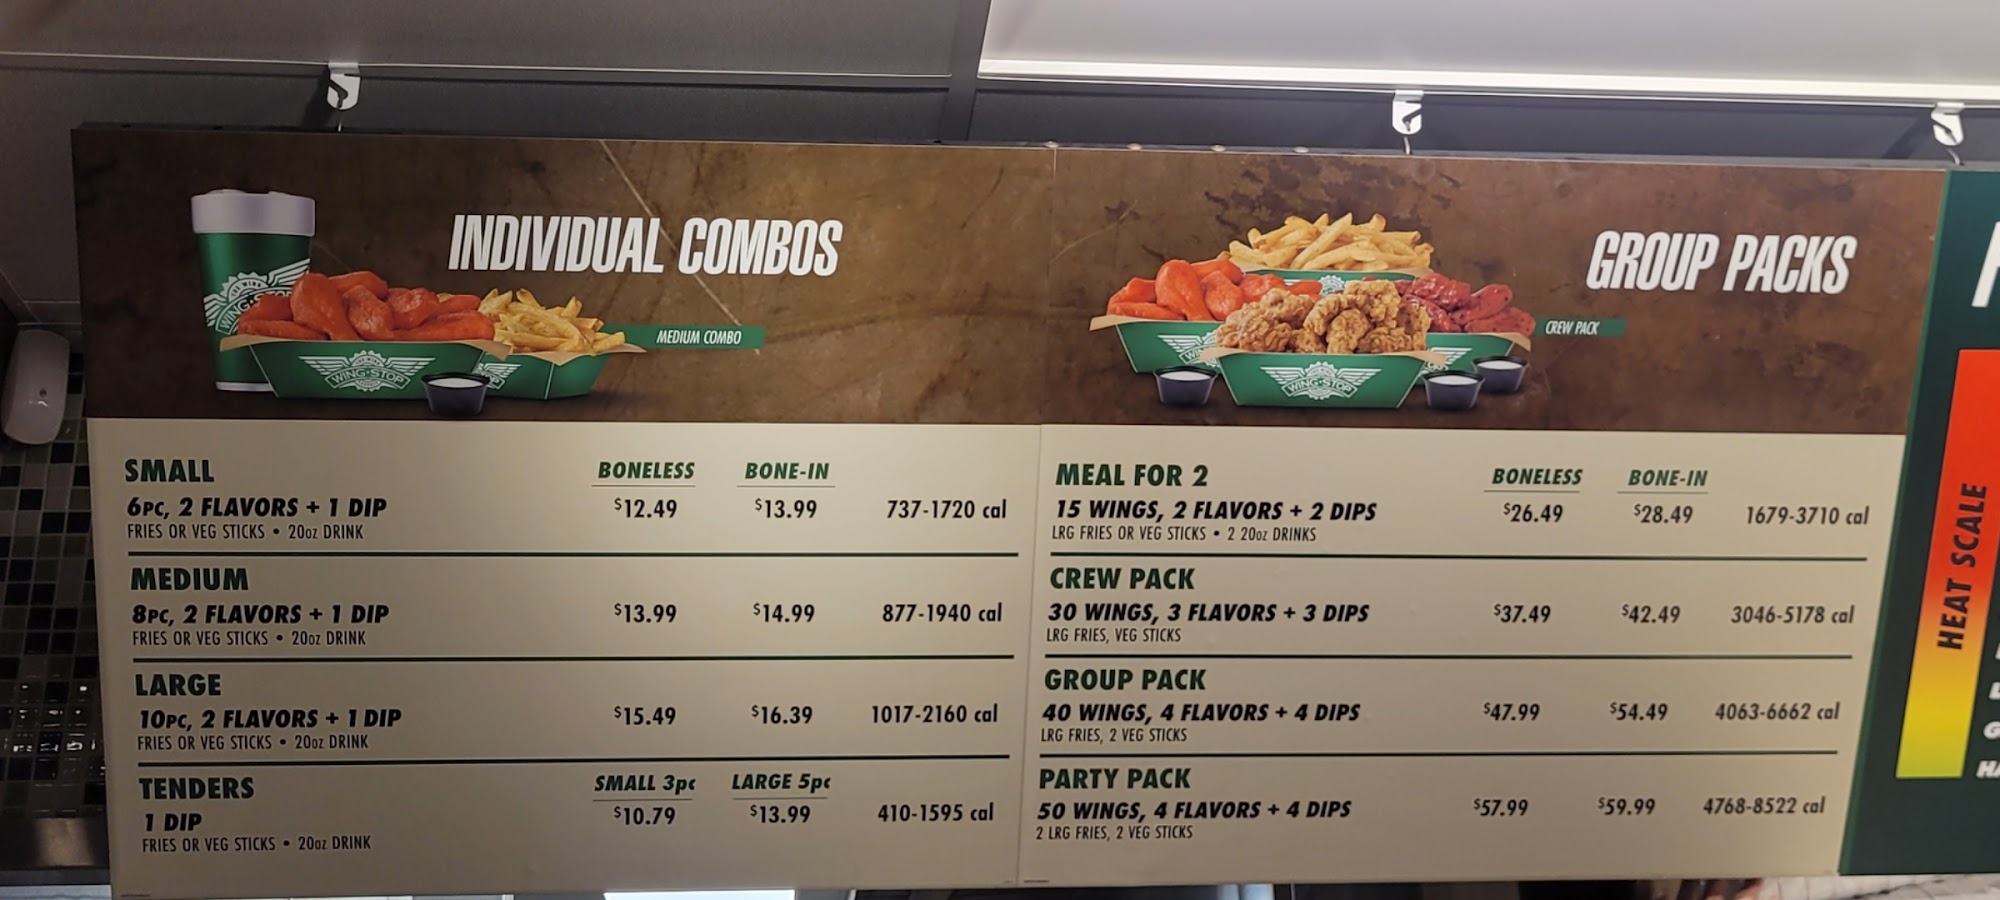 INDIVIDUAL COMBOS
WING·STOP
WING·STOP
MEDIUM COMBO
SMALL BONELESS BONE-IN
6PC, 2 FLAVORS + 1 DIP $12.49 $13.99 737-1720 cal
FRIES OR VEG STICKS • 20oz DRINK
MEDIUM
8PC, 2 FLAVORS + 1 DIP $13.99 $14.99 877-1940 cal
FRIES OR VEG STICKS • 20oz DRINK
LARGE
10PC, 2 FLAVORS + 1 DIP $15.49 $16.39 1017-2160 cal
FRIES OR VEG STICKS • 20oz DRINK
TENDERS SMALL 3pc LARGE 5pc
1 DIP $10.79 $13.99 410-1595 cal
FRIES OR VEG STICKS • 20oz DRINK
GROUP PACKS
CREW PACK
WING·STOP
MEAL FOR 2 BONELESS BONE-IN
15 WINGS, 2 FLAVORS + 2 DIPS $26.49 $28.49 1679-3710 cal
LRG FRIES OR VEG STICKS • 2 20oz DRINKS
CREW PACK
30 WINGS, 3 FLAVORS + 3 DIPS $37.49 $42.49 3046-5178 cal
LRG FRIES, VEG STICKS
GROUP PACK
40 WINGS, 4 FLAVORS + 4 DIPS $47.99 $54.49 4063-6662 cal
LRG FRIES, 2 VEG STICKS
PARTY PACK
50 WINGS, 4 FLAVORS + 4 DIPS $57.99 $59.99 4768-8522 cal
2 LRG FRIES, 2 VEG STICKS
HEAT SCALE